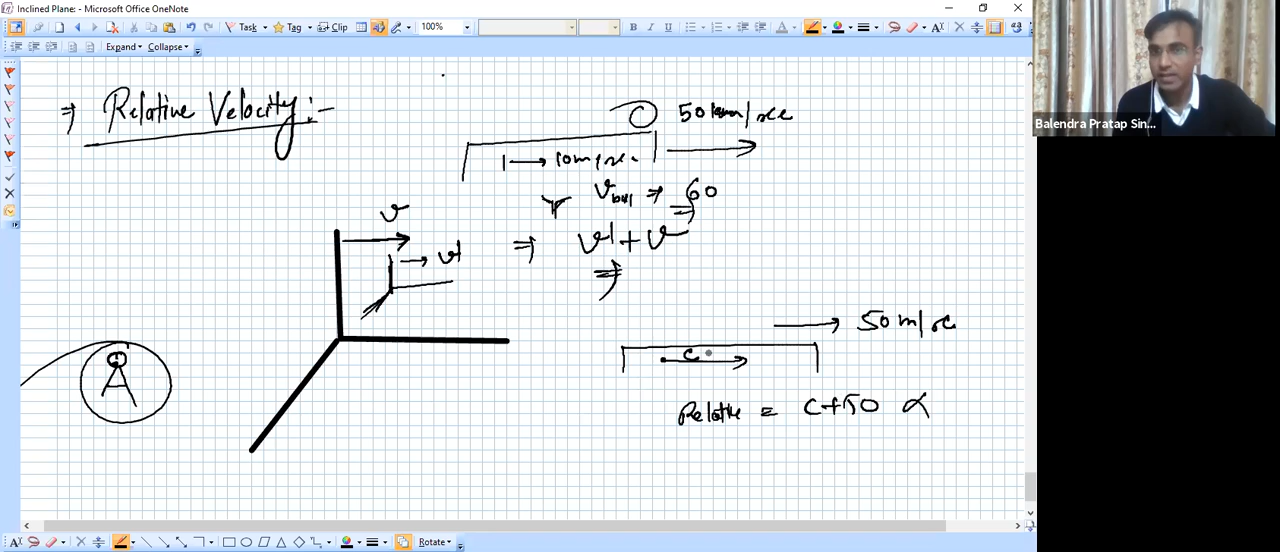 Inclined Plane: - Microsoft Office OneNote
Task
Tag
Clip
100%
B I U
Expand Collapse
⇒ Relative Velocity :-
50 km/sec
10 m/sec
V ball ⇒ 60
v
v'
⇒ v' + v
⇒
50 m/sec
c
Relative = c+50 α
Balendra Pratap Sin...
Rotate